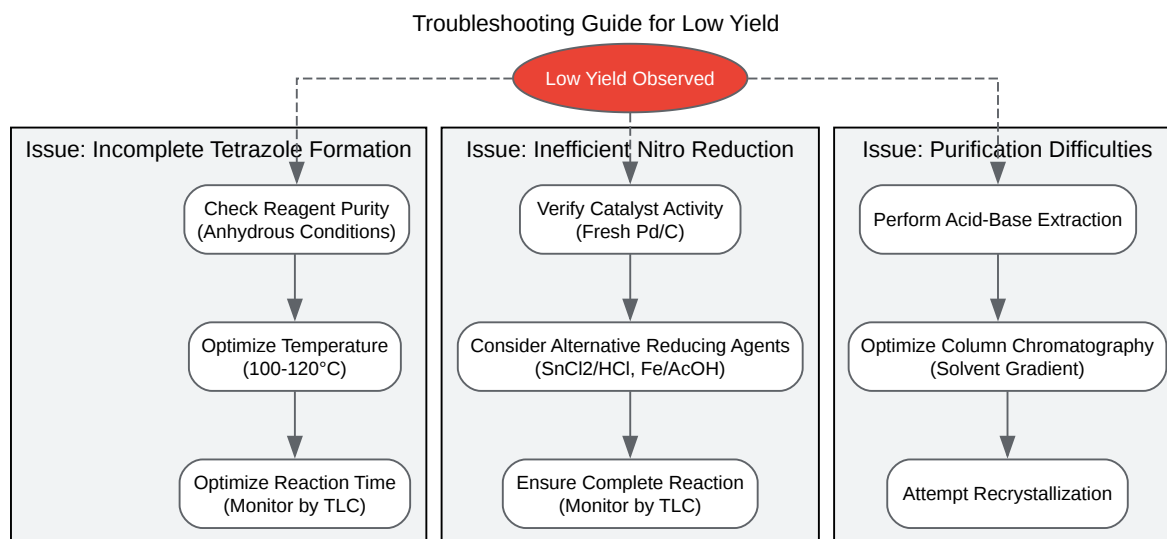 Troubleshooting Guide for Low Yield
Low Yield Observed
Issue: Incomplete Tetrazole Formation
Check Reagent Purity
(Anhydrous Conditions)
Optimize Temperature
(100-120°C)
Optimize Reaction Time
(Monitor by TLC)
Issue: Inefficient Nitro Reduction
Verify Catalyst Activity
(Fresh Pd/C)
Consider Alternative Reducing Agents
(SnCl2/HCl, Fe/AcOH)
Ensure Complete Reaction
(Monitor by TLC)
Issue: Purification Difficulties
Perform Acid-Base Extraction
Optimize Column Chromatography
(Solvent Gradient)
Attempt Recrystallization